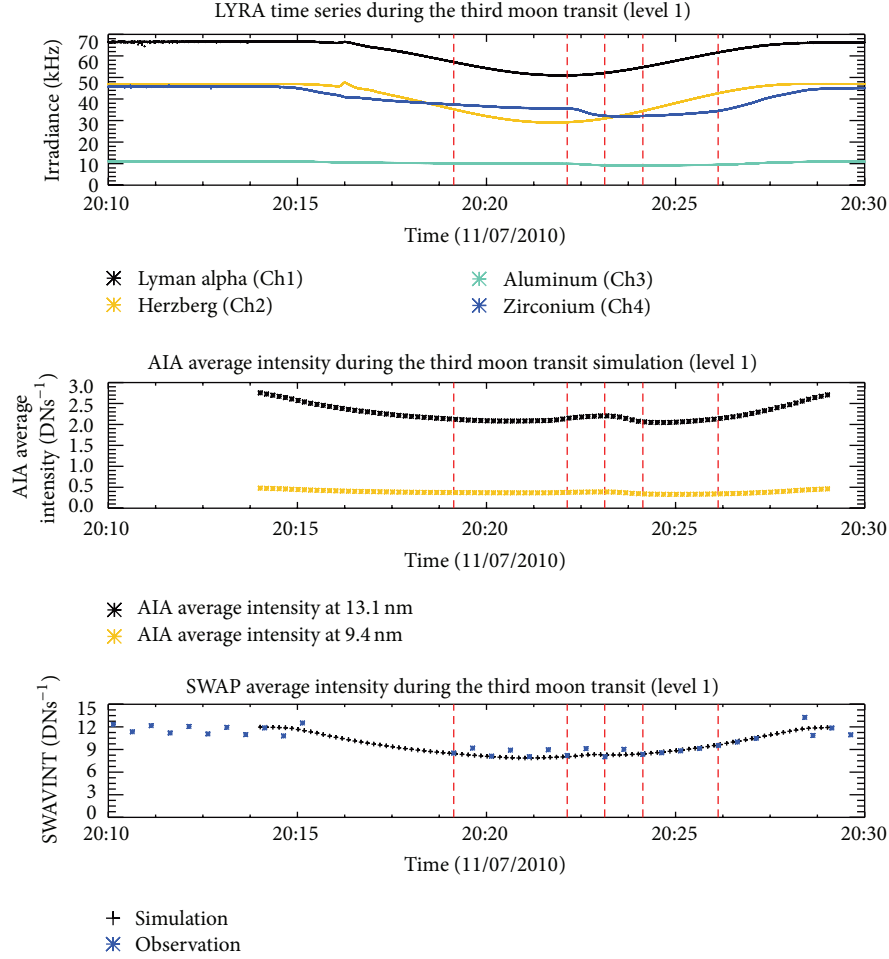 LYRA time series during the third moon transit (level 1)
Irradiance (kHz)
70
60
50
40
30
20
10
0
20:10 20:15 20:20 20:25 20:30
Time (11/07/2010)
Lyman alpha (Ch1) Aluminum (Ch3)
Herzberg (Ch2) Zirconium (Ch4)
AIA average intensity during the third moon transit simulation (level 1)
AIA average
intensity (DNs⁻¹)
3.0
2.5
2.0
1.5
1.0
0.5
0.0
20:10 20:15 20:20 20:25 20:30
Time (11/07/2010)
AIA average intensity at 13.1 nm
AIA average intensity at 9.4 nm
SWAP average intensity during the third moon transit (level 1)
SWAVINT (DNs⁻¹)
15
12
9
6
3
0
20:10 20:15 20:20 20:25 20:30
Time (11/07/2010)
Simulation
Observation